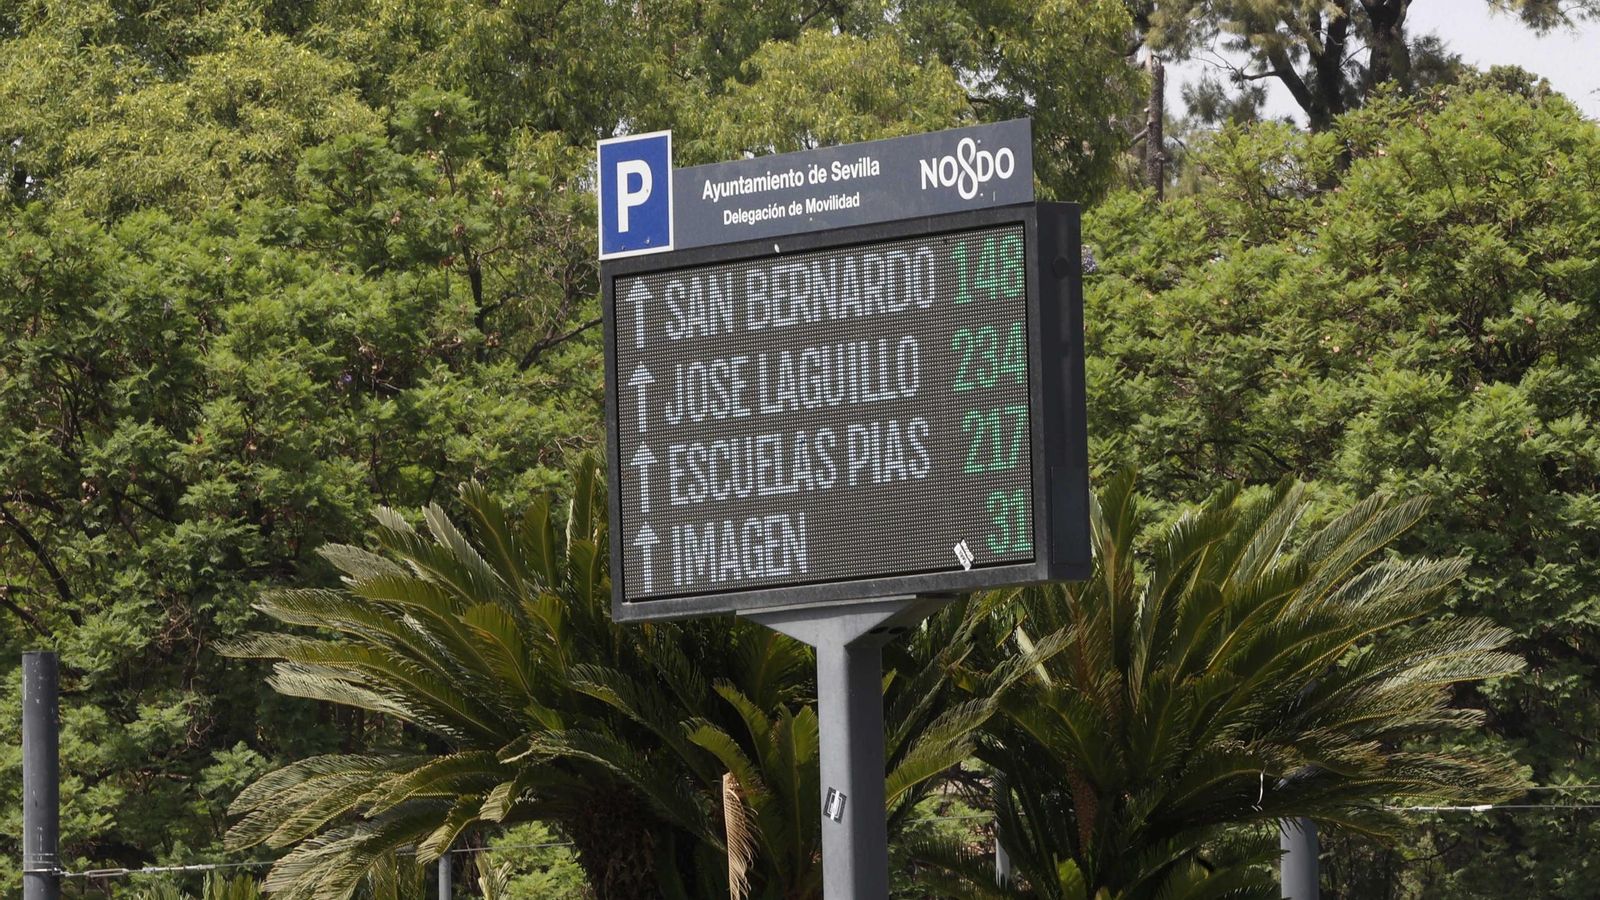 P
Ayuntamiento de Sevilla
Delegación de Movilidad
NO8DO
SAN BERNARDO 148
JOSE LAGUILLO 234
ESCUELAS PIAS 217
IMAGEN 31